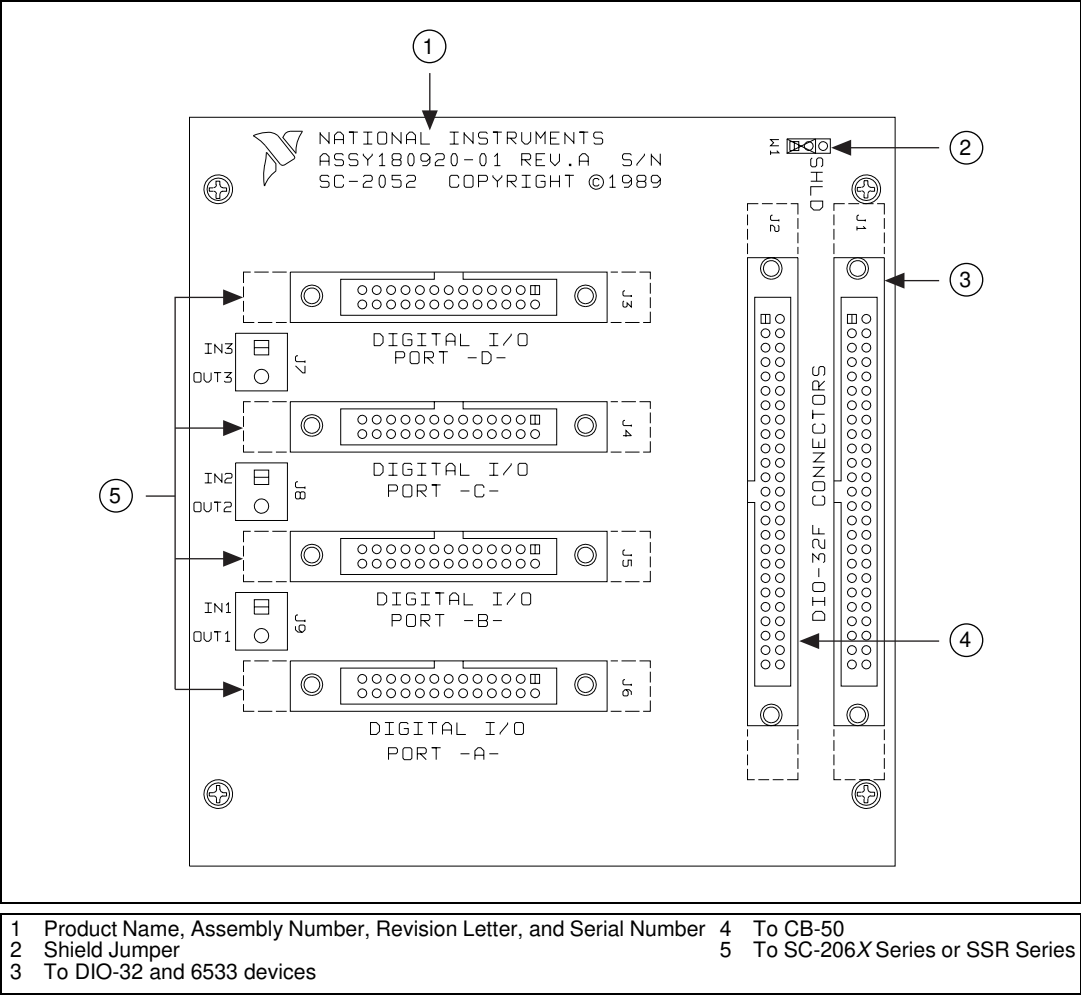 1
NATIONAL INSTRUMENTS
ASSY180920-01 REV.A S/N
SC-2052 COPYRIGHT ©1989
W1
SHLD
2
J2
J1
3
J3
DIGITAL I/O
PORT -D-
IN3
OUT3
J7
J4
DIGITAL I/O
PORT -C-
IN2
OUT2
J8
5
J5
DIGITAL I/O
PORT -B-
IN1
OUT1
J9
J6
DIGITAL I/O
PORT -A-
DIO-32F CONNECTORS
4
1 Product Name, Assembly Number, Revision Letter, and Serial Number
2 Shield Jumper
3 To DIO-32 and 6533 devices
4 To CB-50
5 To SC-206X Series or SSR Series